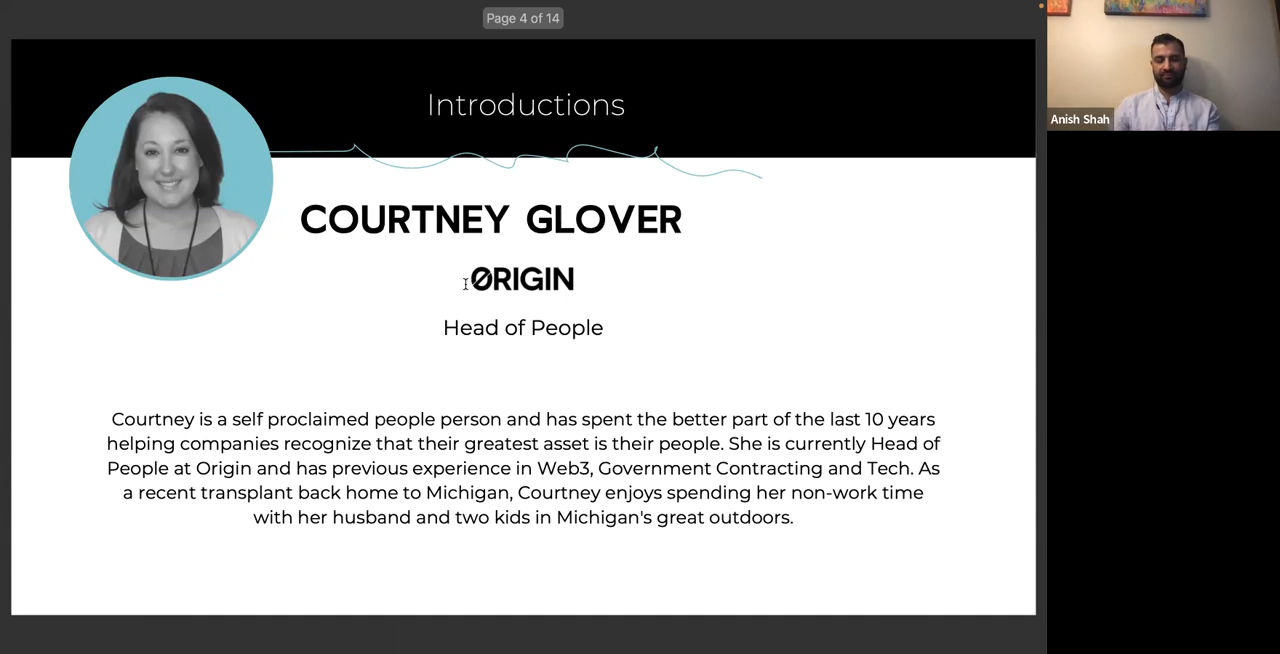 Page 4 of 14
Introductions
COURTNEY GLOVER
ØRIGIN
Head of People
Courtney is a self proclaimed people person and has spent the better part of the last 10 years
helping companies recognize that their greatest asset is their people. She is currently Head of
People at Origin and has previous experience in Web3, Government Contracting and Tech. As
a recent transplant back home to Michigan, Courtney enjoys spending her non-work time
with her husband and two kids in Michigan's great outdoors.
Anish Shah